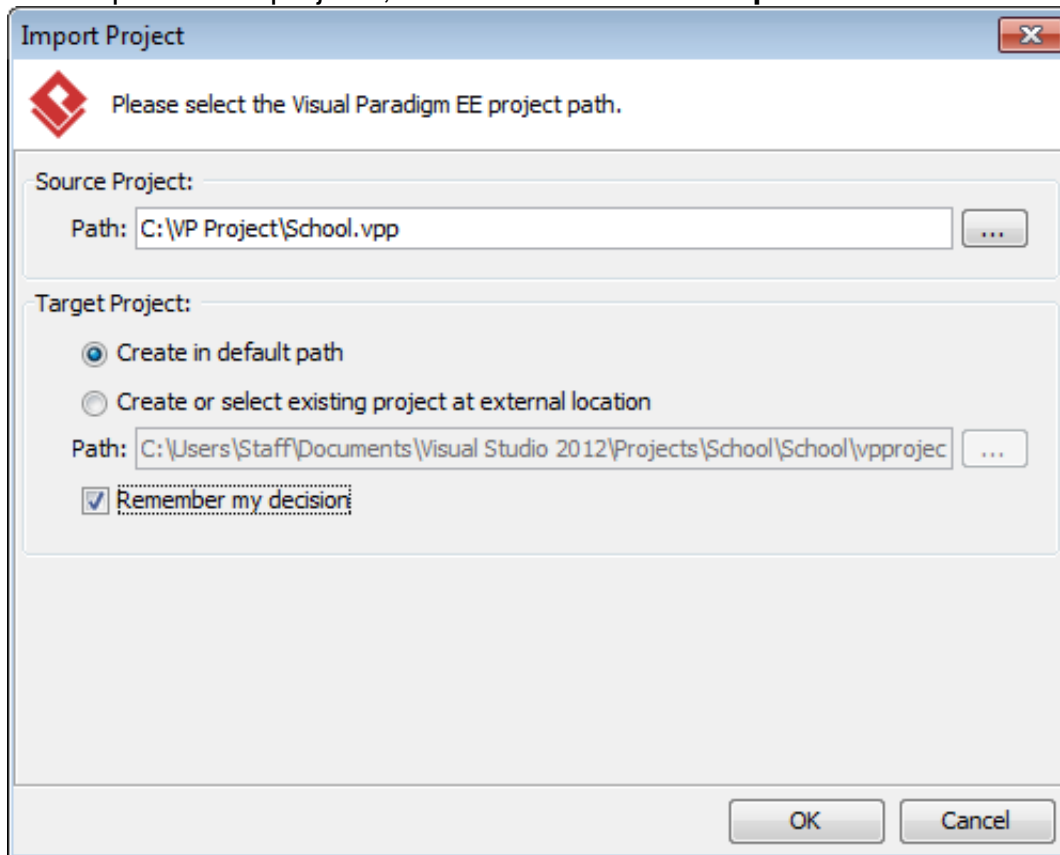 Import Project
Please select the Visual Paradigm EE project path.
Source Project:
Path: C:\VP Project\School.vpp ...
Target Project:
Create in default path
Create or select existing project at external location
Path: C:\Users\Staff\Documents\Visual Studio 2012\Projects\School\School\vpprojec ...
Remember my decision
OK Cancel